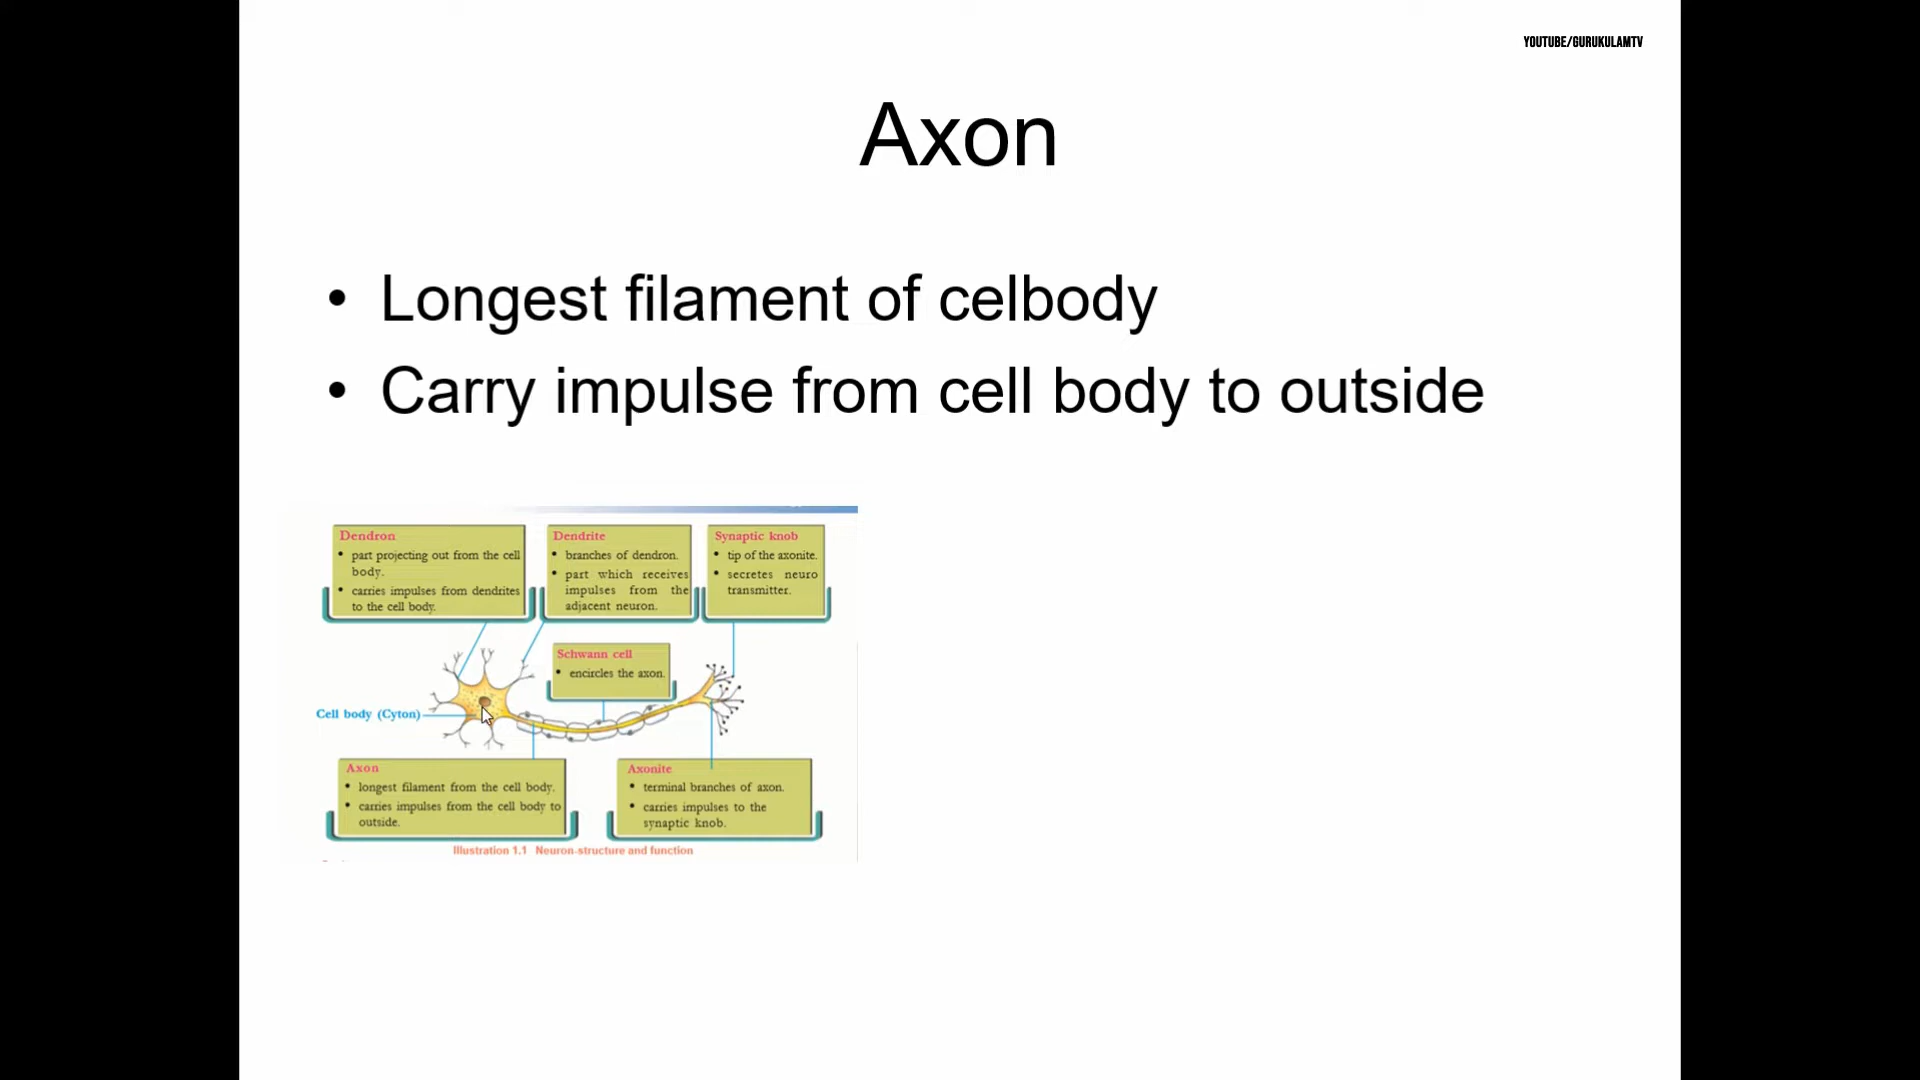 YOUTUBE/GURUKULAMTV
Axon
• Longest filament of celbody
• Carry impulse from cell body to outside
Dendron
• part projecting out from the cell
body.
• carries impulses from dendrites
to the cell body.
Dendrite
• branches of dendron.
• part which receives
impulses from the
adjacent neuron.
Synaptic knob
• tip of the axonite.
• secretes neuro
transmitter.
Schwann cell
• encircles the axon.
Cell body (Cyton)
Axon
• longest filament from the cell body.
• carries impulses from the cell body to
outside.
Axonite
• terminal branches of axon.
• carries impulses to the
synaptic knob.
Illustration 1.1 Neuron-structure and function